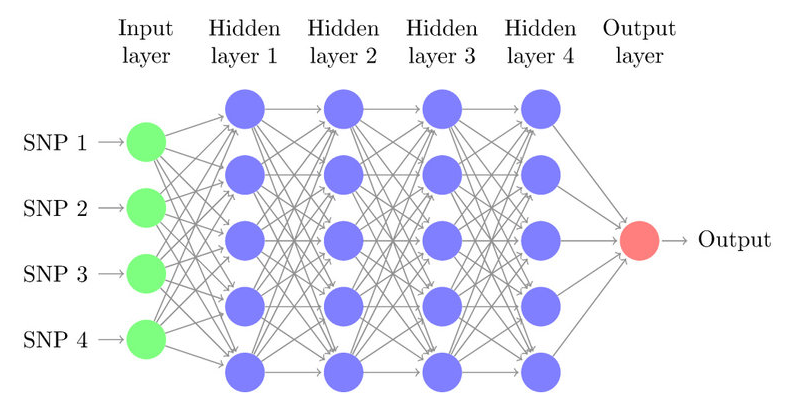 Input
layer
Hidden
layer 1
Hidden
layer 2
Hidden
layer 3
Hidden
layer 4
Output
layer
SNP 1
SNP 2
SNP 3
SNP 4
Output